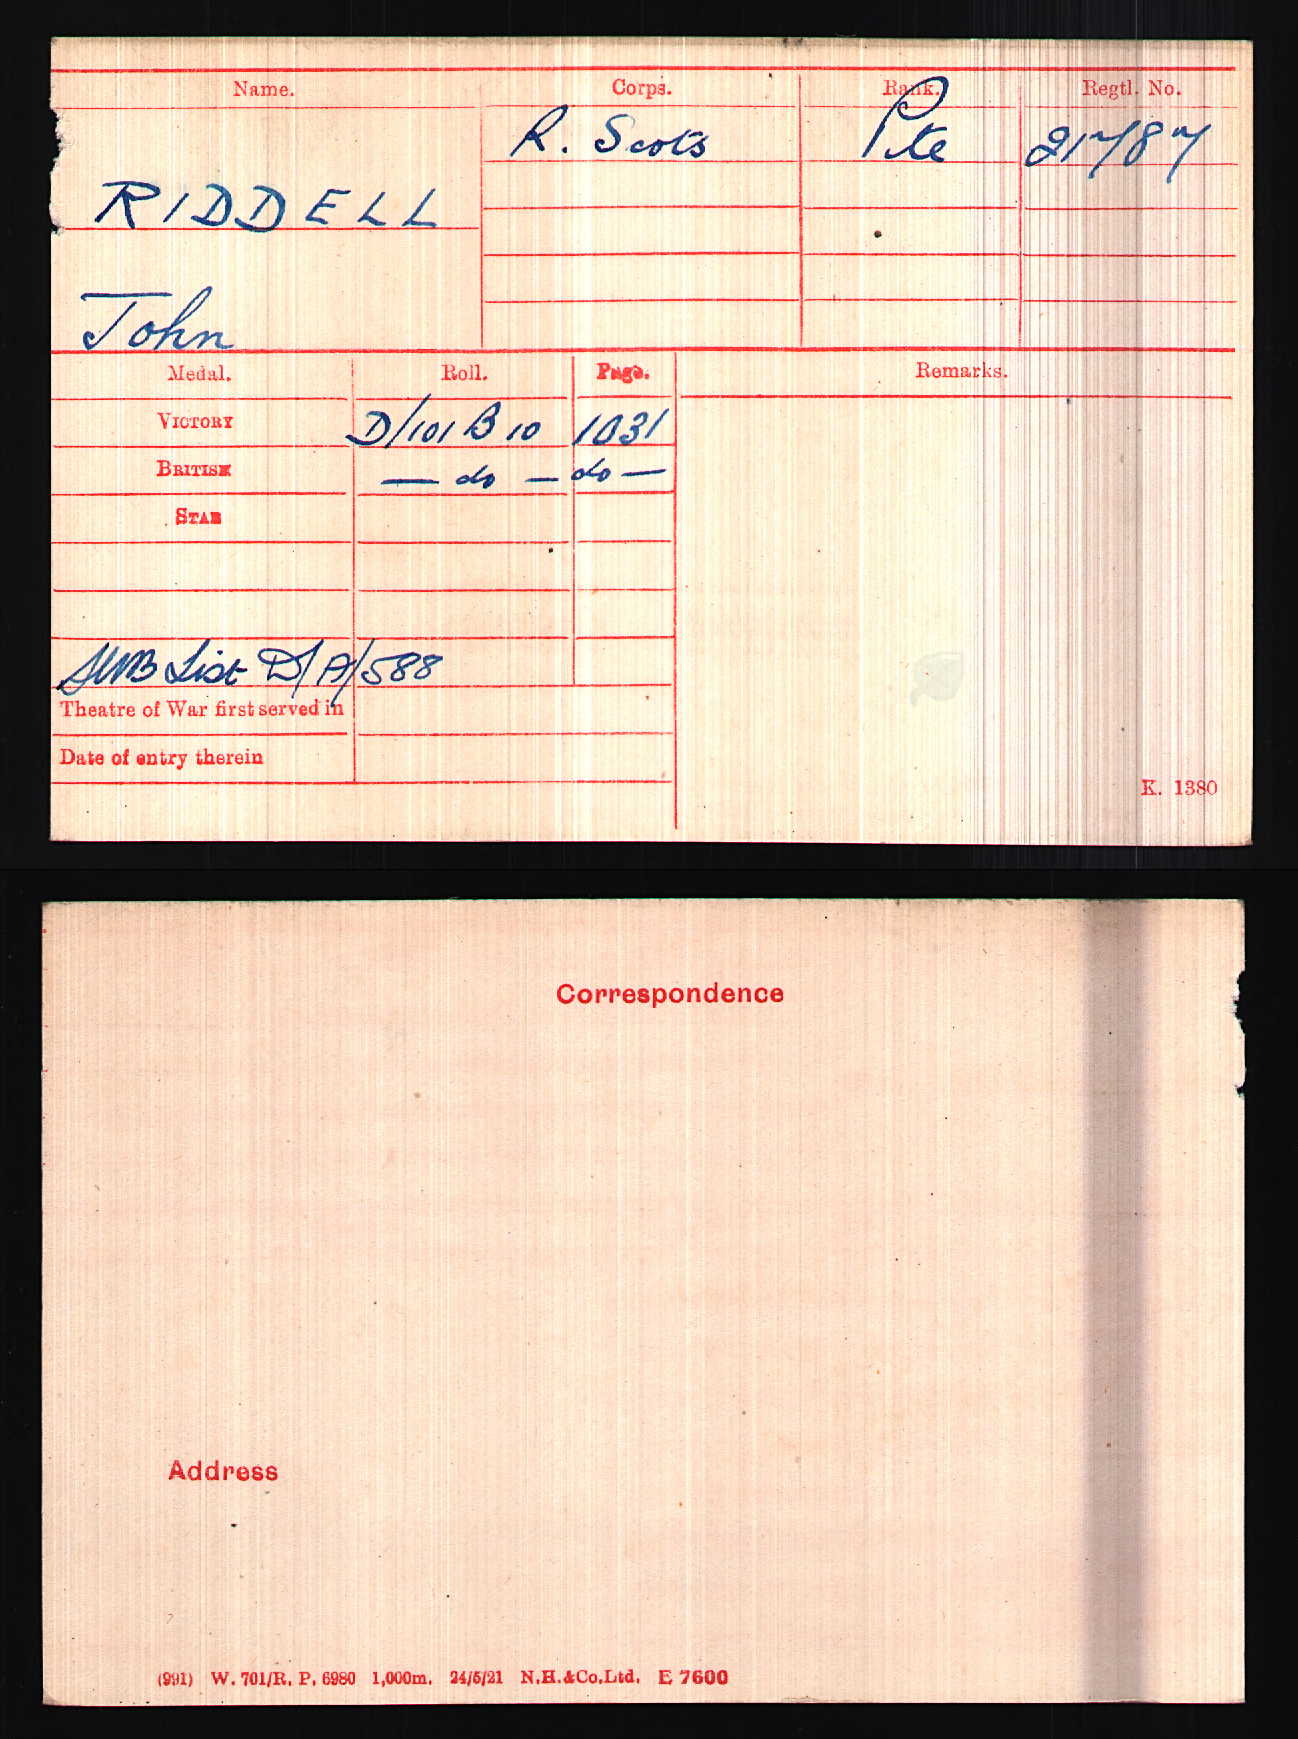 Name. Corps. Rank. Regtl. No.
R. Scots Pte 21787
RIDDELL
John
Medal. Roll. Page. Remarks.
VICTORY D/101 B 10 1031
BRITISH — do — do —
STAR
SWB List D/A/588
Theatre of War first served in
Date of entry therein
K. 1380
Correspondence
Address
(991) W. 701/R. P. 6980 1,000m. 24/5/21 N.H.&Co.Ltd. E 7600